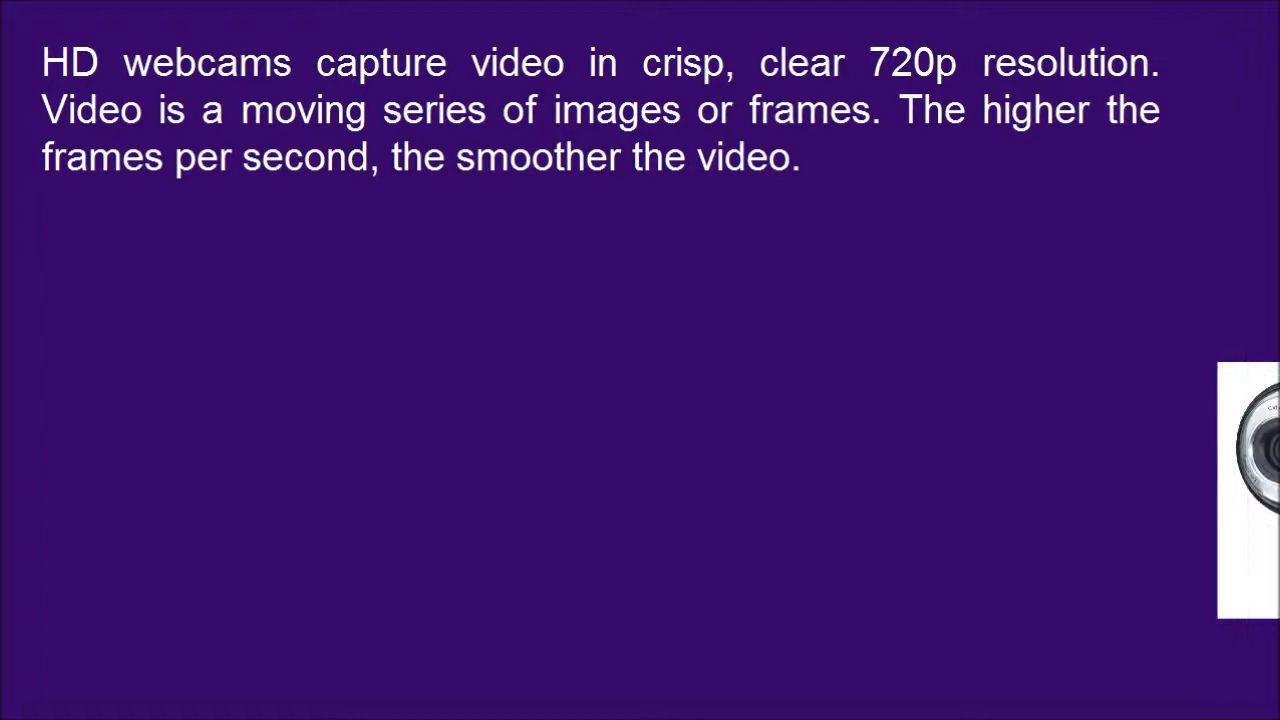 HD webcams capture video in crisp, clear 720p resolution.
Video is a moving series of images or frames. The higher the
frames per second, the smoother the video.